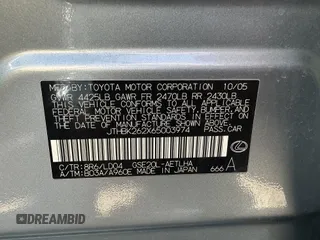 MFD.BY:TOYOTA MOTOR CORPORATION 10/05
GVWR 4425LB GAWR FR 2470LB RR 2430LB
THIS VEHICLE CONFORMS TO ALL APPLICABLE
FEDERAL MOTOR VEHICLE SAFETY, BUMPER, AND
THEFT PREVENTION STANDARDS IN EFFECT ON
THE DATE OF MANUFACTURE SHOWN ABOVE.
JTHBK262X65003974 PASS. CAR
C/TR:8R6/LD04 GSE20L-AETLHA
A/TM:B03A/A960E MADE IN JAPAN 666 A
DREAMBID.COM